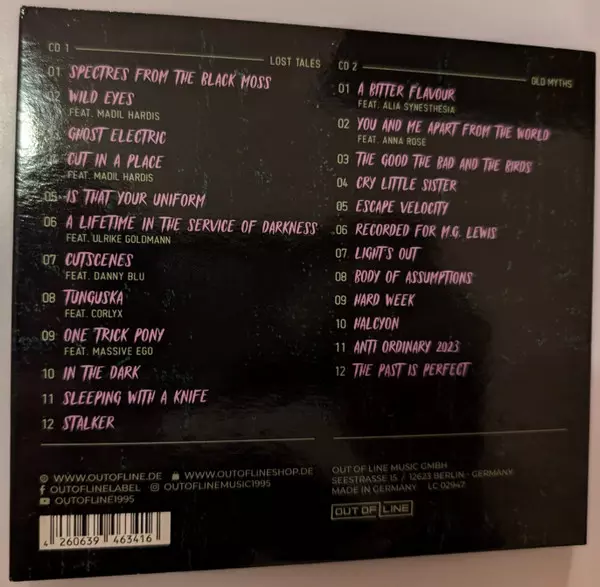 CD 1
LOST TALES
01 SPECTRES FROM THE BLACK MOSS
02 WILD EYES
FEAT. MADIL HARDIS
GHOST ELECTRIC
CUT IN A PLACE
FEAT. MADIL HARDIS
05 IS THAT YOUR UNIFORM
06 A LIFETIME IN THE SERVICE OF DARKNESS
FEAT. ULRIKE GOLDMANN
07 CUTSCENES
FEAT. DANNY BLU
08 TUNGUSKA
FEAT. CORLYX
09 ONE TRICK PONY
FEAT. MASSIVE EGO
10 IN THE DARK
11 SLEEPING WITH A KNIFE
12 STALKER
CD 2
OLD MYTHS
01 A BITTER FLAVOUR
FEAT. ALIA SYNESTHESIA
02 YOU AND ME APART FROM THE WORLD
FEAT. ANNA ROSE
03 THE GOOD THE BAD AND THE BIRDS
04 CRY LITTLE SISTER
05 ESCAPE VELOCITY
06 RECORDED FOR M.G. LEWIS
07 LIGHT'S OUT
08 BODY OF ASSUMPTIONS
09 HARD WEEK
10 HALCYON
11 ANTI ORDINARY 2023
12 THE PAST IS PERFECT
WWW.OUTOFLINE.DE WWW.OUTOFLINESHOP.DE
OUTOFLINELABEL OUTOFLINEMUSIC1995
OUTOFLINE1995
4 260639 463416
OUT OF LINE MUSIC GMBH
SEESTRASSE 15 / 12623 BERLIN - GERMANY
MADE IN GERMANY LC 02947
OUT OF LINE